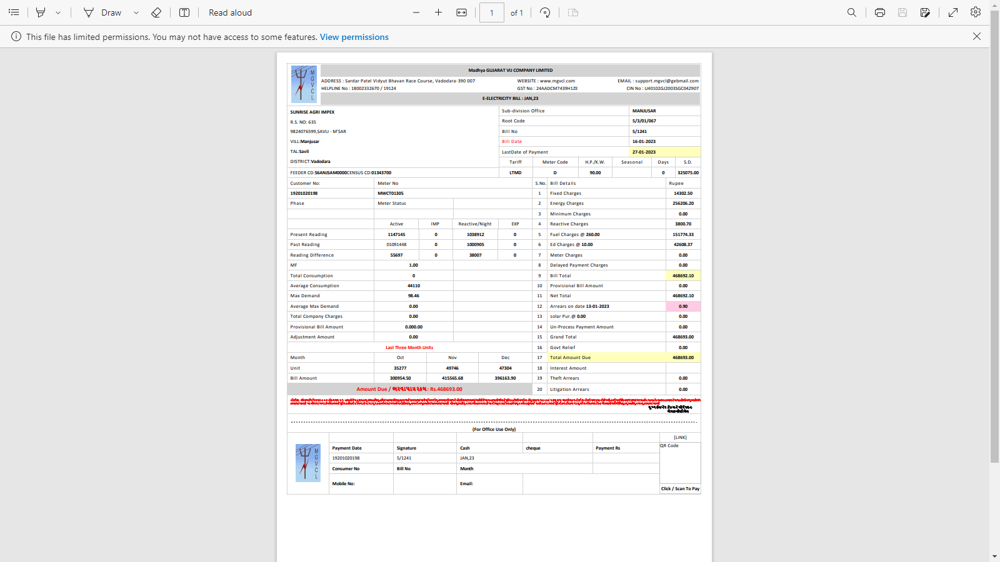 Draw Read aloud 1 of 1
This file has limited permissions. You may not have access to some features. View permissions
MGVCL
Madhya GUJARAT VIJ COMPANY LIMITED
ADDRESS : Sardar Patel Vidyut Bhavan Race Course, Vadodara-390 007 WEBSITE : www.mgvcl.com EMAIL : support.mgvcl@gebmail.com
HELPLINE No : 18002332670 / 19124 GST No : 24AADCM7439H1ZE CIN No : U40102GJ2003SGC042907
E-ELECTRICITY BILL : JAN,23
SUNRISE AGRI IMPEX
R.S. NO: 635
9824076599,SAVLI - M'SAR
VILL:Manjusar
TAL:Savli
DISTRICT:Vadodara
FEEDER CD:56ANJSAM0000CENSUS CD:01343700
Sub-division Office MANJUSAR
Root Code 5/3/01/067
Bill No 5/1241
Bill Date 16-01-2023
LastDate of Payment 27-01-2023
Tariff Meter Code H.P./K.W. Seasonal Days S.D.
LTMD D 90.00 0 325075.00
Customer No: Meter No
19201020198 MWCT01305
Phase Meter Status
Active IMP Reactive/Night EXP
Present Reading 1147145 0 1038912 0
Past Reading 01091448 0 1000905 0
Reading Difference 55697 0 38007 0
MF 1.00
Total Consumption 0
Average Consumption 44110
Max Demand 98.46
Average Max Demand 0.00
Total Company Charges 0.00
Provisional Bill Amount 0.000.00
Adjustment Amount 0.00
Last Three Month Units
Month Oct Nov Dec
Unit 35277 49746 47304
Bill Amount 300954.50 415565.68 396163.90
Amount Due / : Rs.468693.00
S.No. Bill Details Rupee
1 Fixed Charges 14302.50
2 Energy Charges 256206.20
3 Minimum Charges 0.00
4 Reactive Charges 3800.70
5 Fuel Charges @ 260.00 151774.33
6 Ed Charges @ 10.00 42608.37
7 Meter Charges 0.00
8 Delayed Payment Charges 0.00
9 Bill Total 468692.10
10 Provisional Bill Amount 0.00
11 Net Total 468692.10
12 Arrears on date 13-01-2023 0.90
13 solar Pur.@ 0.00 0.00
14 Un-Process Payment Amount 0.00
15 Grand Total 468693.00
16 Govt Relief 0.00
17 Total Amount Due 468693.00
18 Interest Amount
19 Theft Arrears 0.00
20 Litigation Arrears 0.00
(For Office Use Only)
MGVCL
[LINK]
Payment Date Signature Cash cheque Payment Rs QR Code
19201020198 5/1241 JAN,23
Consumer No Bill No Month
Mobile No: Email:
Click / Scan To Pay